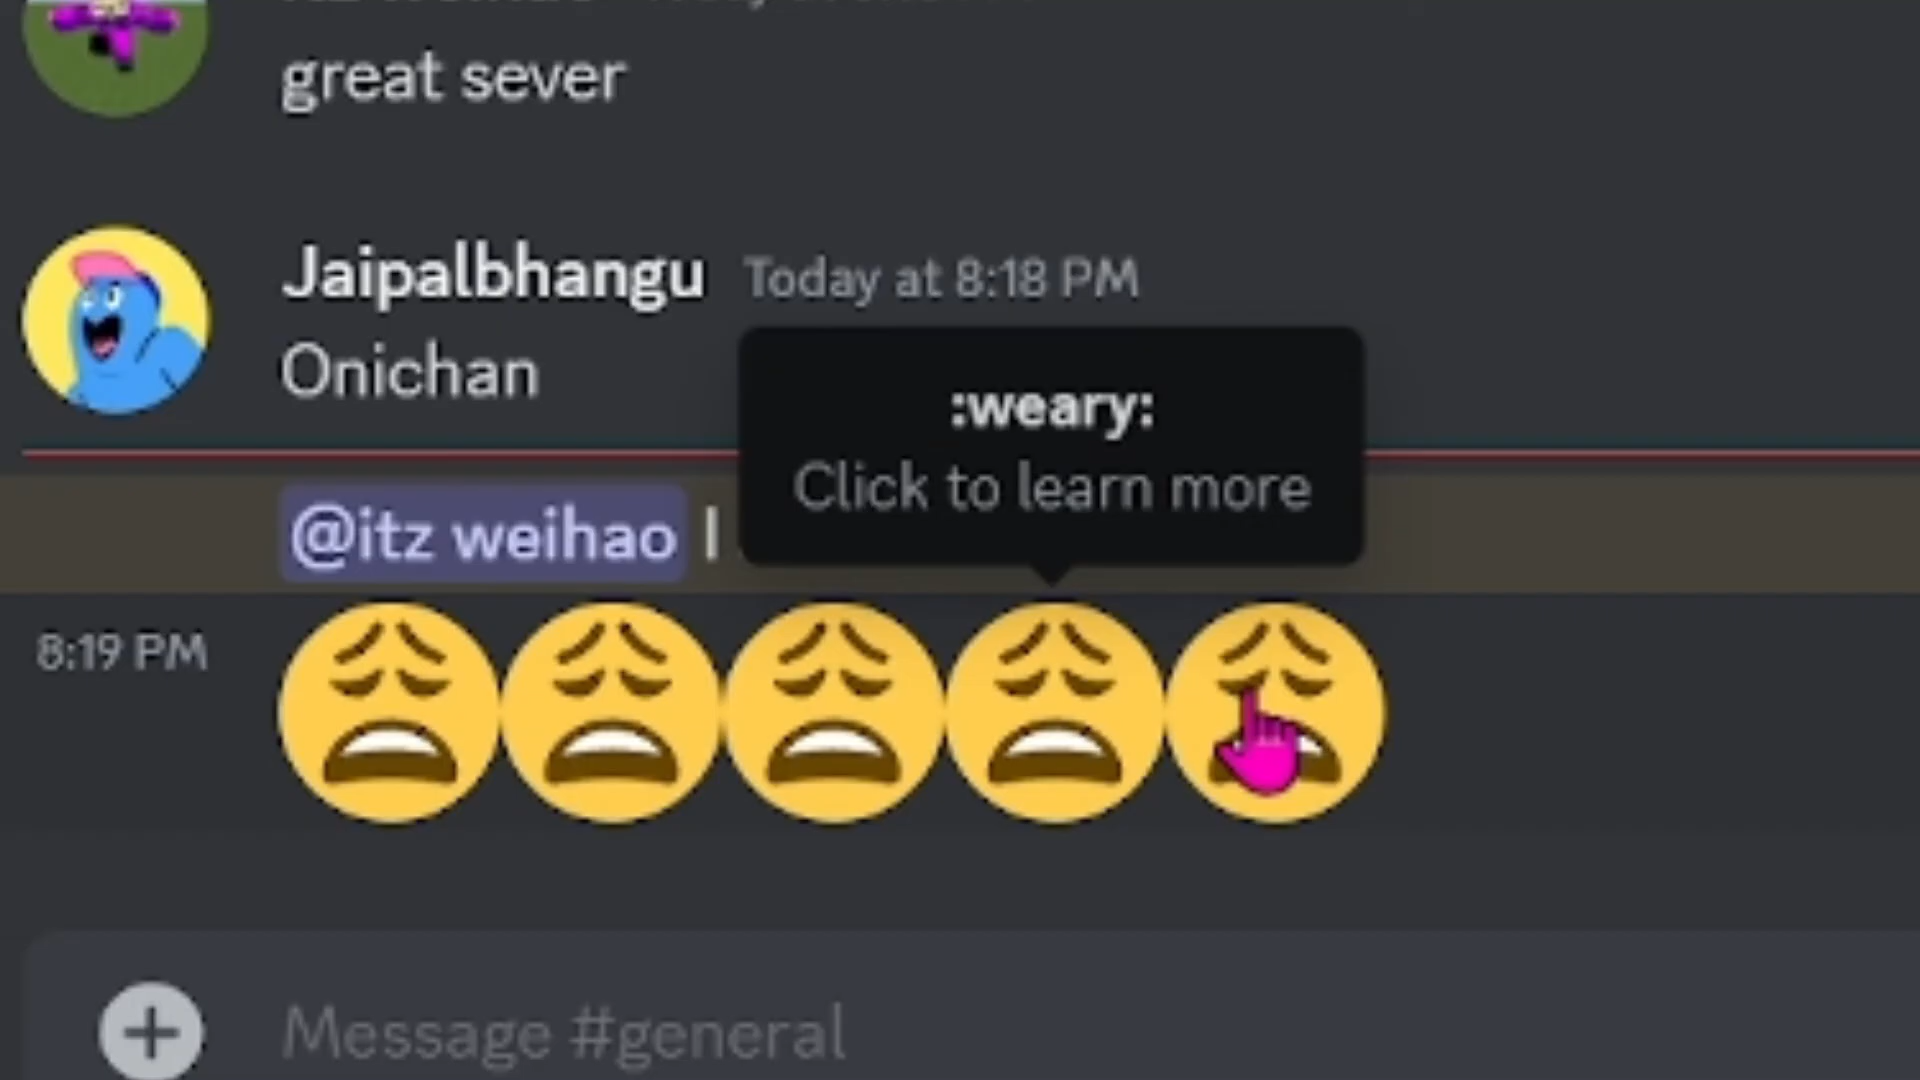 great sever
Jaipalbhangu Today at 8:18 PM
Onichan
:weary:
Click to learn more
@itz weihao I
8:19 PM
Message #general